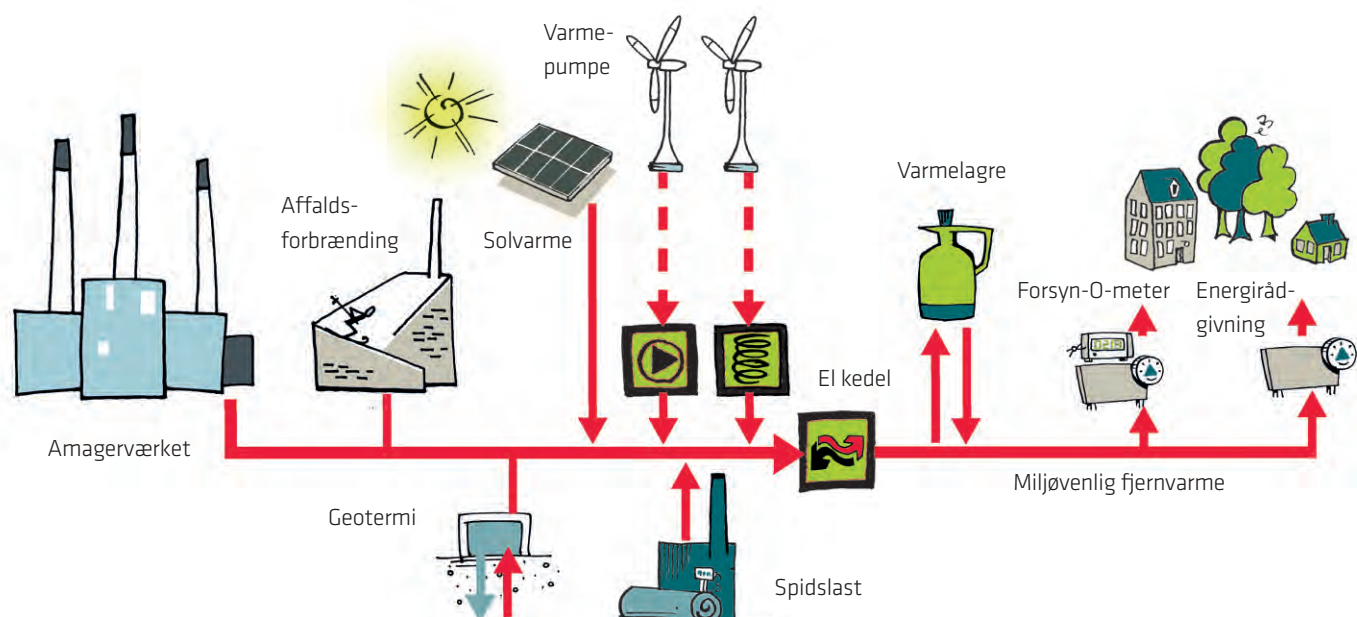 Varme-
pumpe
Varmelagre
Affalds-
forbrænding
Solvarme
Forsyn-O-meter
Energiråd-
givning
El kedel
Amagerværket
Miljøvenlig fjernvarme
Geotermi
Spidslast